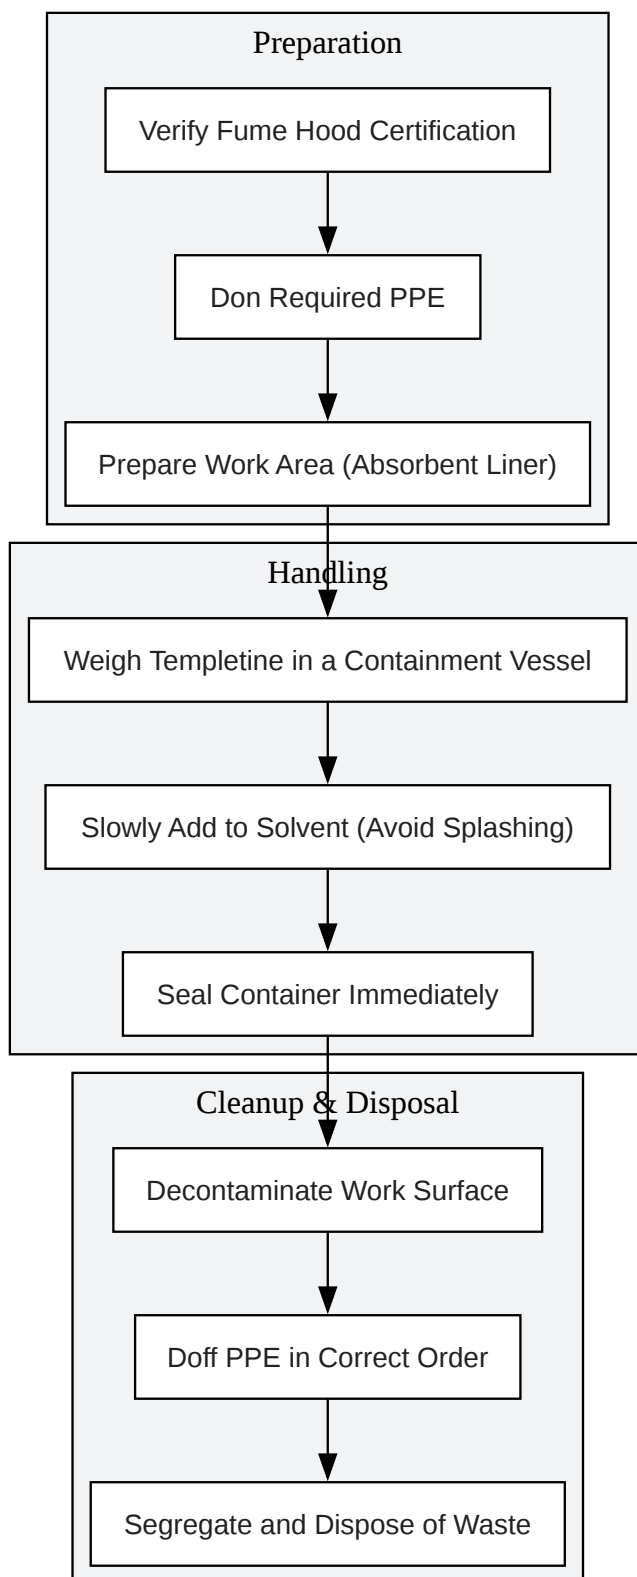 Preparation
Verify Fume Hood Certification
Don Required PPE
Prepare Work Area (Absorbent Liner)
Handling
Weigh Templetine in a Containment Vessel
Slowly Add to Solvent (Avoid Splashing)
Seal Container Immediately
Cleanup & Disposal
Decontaminate Work Surface
Doff PPE in Correct Order
Segregate and Dispose of Waste